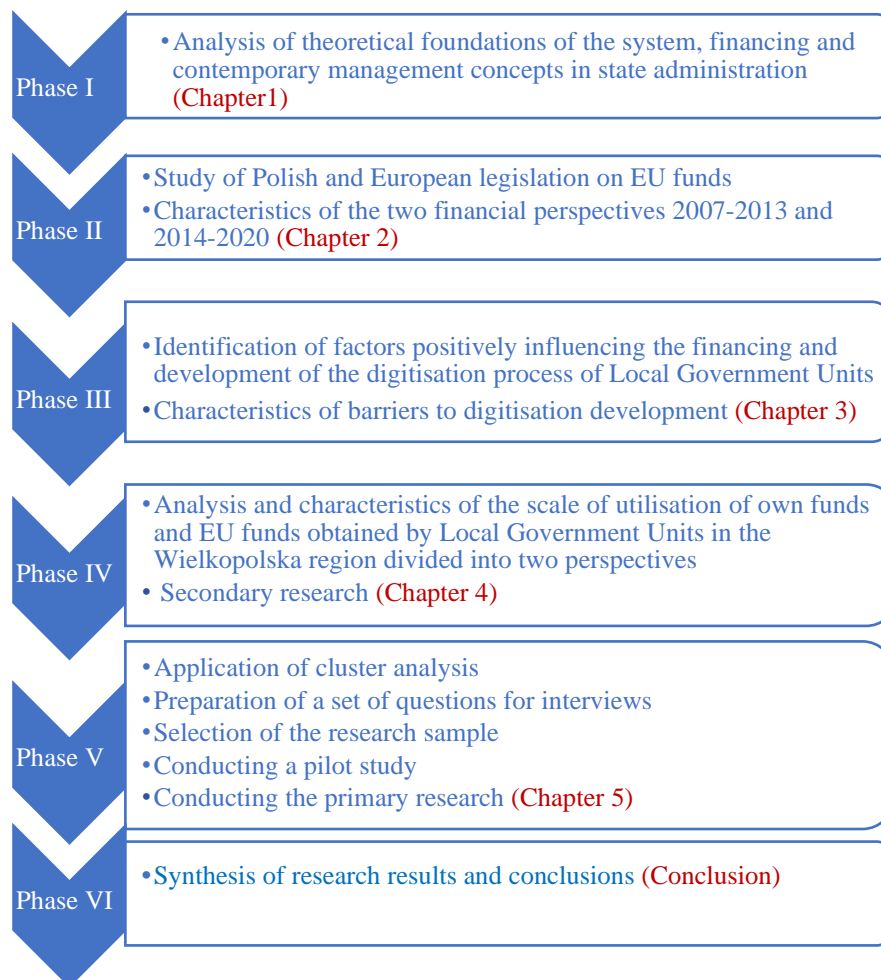 Phase I
•Analysis of theoretical foundations of the system, financing and
contemporary management concepts in state administration
(Chapter1)
Phase II
•Study of Polish and European legislation on EU funds
•Characteristics of the two financial perspectives 2007-2013 and
2014-2020 (Chapter 2)
Phase III
•Identification of factors positively influencing the financing and
development of the digitisation process of Local Government Units
•Characteristics of barriers to digitisation development (Chapter 3)
Phase IV
•Analysis and characteristics of the scale of utilisation of own funds
and EU funds obtained by Local Government Units in the
Wielkopolska region divided into two perspectives
• Secondary research (Chapter 4)
Phase V
•Application of cluster analysis
•Preparation of a set of questions for interviews
•Selection of the research sample
•Conducting a pilot study
•Conducting the primary research (Chapter 5)
Phase VI
•Synthesis of research results and conclusions (Conclusion)